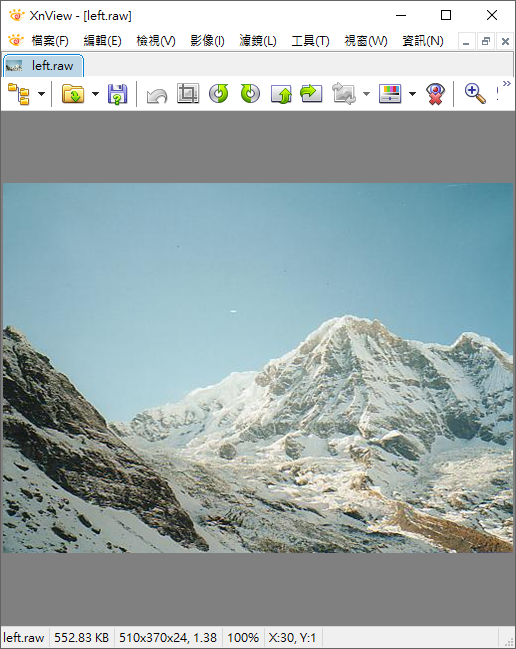 XnView - [left.raw]
檔案(F) 編輯(E) 檢視(V) 影像(I) 濾鏡(L) 工具(T) 視窗(W) 資訊(N)
left.raw
left.raw 552.83 KB 510x370x24, 1.38 100% X:30, Y:1